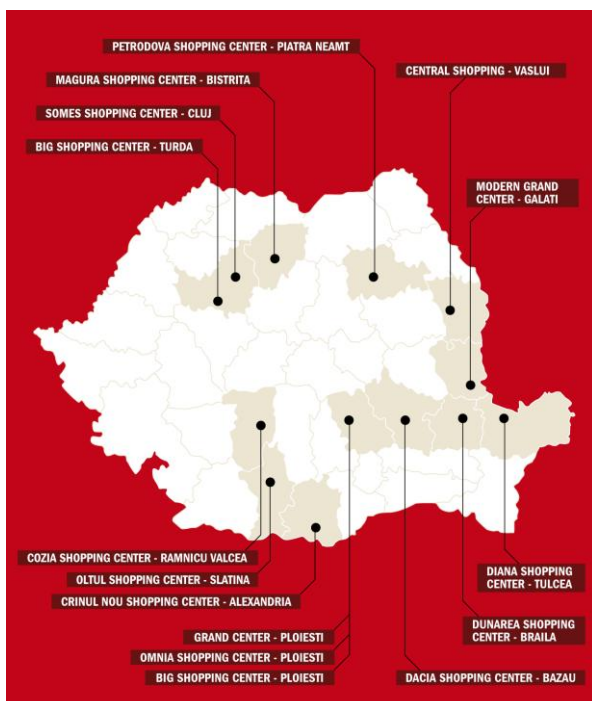 PETRODOVA SHOPPING CENTER - PIATRA NEAMT
CENTRAL SHOPPING - VASLUI
MAGURA SHOPPING CENTER - BISTRITA
SOMES SHOPPING CENTER - CLUJ
BIG SHOPPING CENTER - TURDA
MODERN GRAND
CENTER - GALATI
COZIA SHOPPING CENTER - RAMNICU VALCEA
OLTUL SHOPPING CENTER - SLATINA
CRINUL NOU SHOPPING CENTER - ALEXANDRIA
DIANA SHOPPING
CENTER - TULCEA
DUNAREA SHOPPING
CENTER - BRAILA
GRAND CENTER - PLOIESTI
OMNIA SHOPPING CENTER - PLOIESTI
BIG SHOPPING CENTER - PLOIESTI
DACIA SHOPPING CENTER - BAZAU